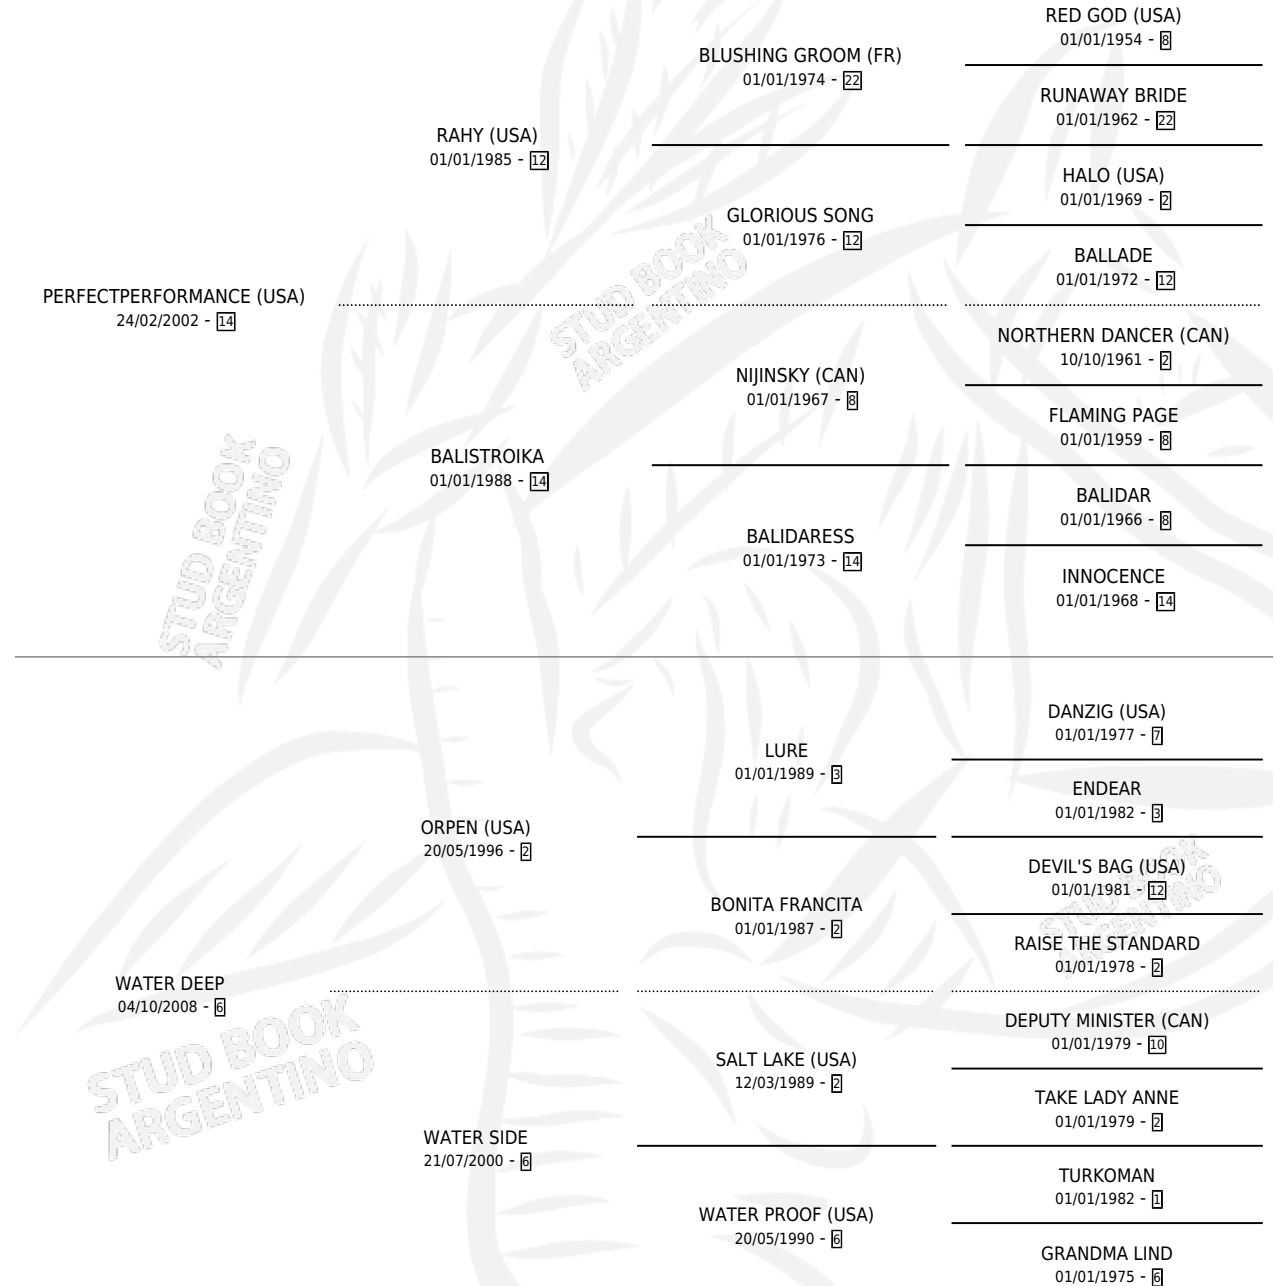 RED GOD (USA)
01/01/1954 - 8
BLUSHING GROOM (FR)
01/01/1974 - 22
RUNAWAY BRIDE
01/01/1962 - 22
RAHY (USA)
01/01/1985 - 12
HALO (USA)
01/01/1969 - 2
GLORIOUS SONG
01/01/1976 - 12
BALLADE
01/01/1972 - 12
PERFECTPERFORMANCE (USA)
24/02/2002 - 14
NORTHERN DANCER (CAN)
10/10/1961 - 2
NIJINSKY (CAN)
01/01/1967 - 8
FLAMING PAGE
01/01/1959 - 8
BALISTROIKA
01/01/1988 - 14
BALIDAR
01/01/1966 - 8
BALIDARESS
01/01/1973 - 14
INNOCENCE
01/01/1968 - 14
STUD BOOK
ARGENTINO
STUD BOOK
ARGENTINO
DANZIG (USA)
01/01/1977 - 7
LURE
01/01/1989 - 3
ENDEAR
01/01/1982 - 3
ORPEN (USA)
20/05/1996 - 2
DEVIL'S BAG (USA)
01/01/1981 - 12
BONITA FRANCITA
01/01/1987 - 2
RAISE THE STANDARD
01/01/1978 - 2
WATER DEEP
04/10/2008 - 6
DEPUTY MINISTER (CAN)
01/01/1979 - 10
SALT LAKE (USA)
12/03/1989 - 2
TAKE LADY ANNE
01/01/1979 - 2
WATER SIDE
21/07/2000 - 6
TURKOMAN
01/01/1982 - 1
WATER PROOF (USA)
20/05/1990 - 6
GRANDMA LIND
01/01/1975 - 6
STUD BOOK
ARGENTINO
STUD BOOK
ARGENTINO